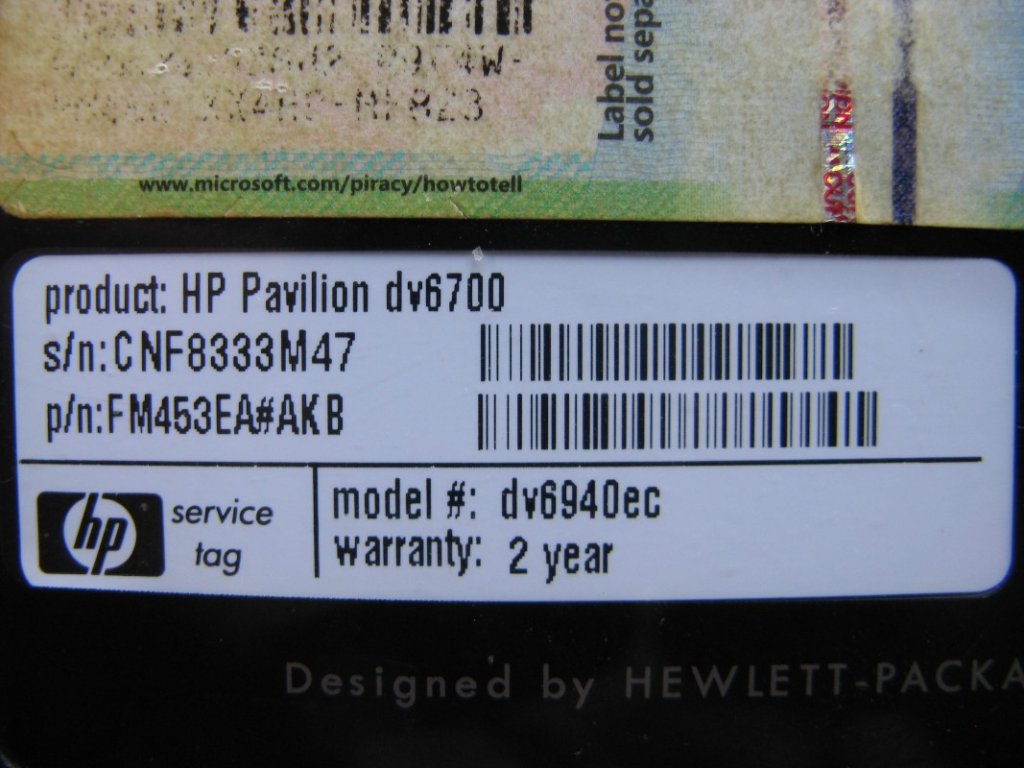 Label no
sold sepa
www.microsoft.com/piracy/howtotell
product: HP Pavilion dv6700
s/n:CNF8333M47
p/n:FM453EA#AKB
hp service tag
model #: dv6940ec
warranty: 2 year
Designed by HEWLETT-PACKA